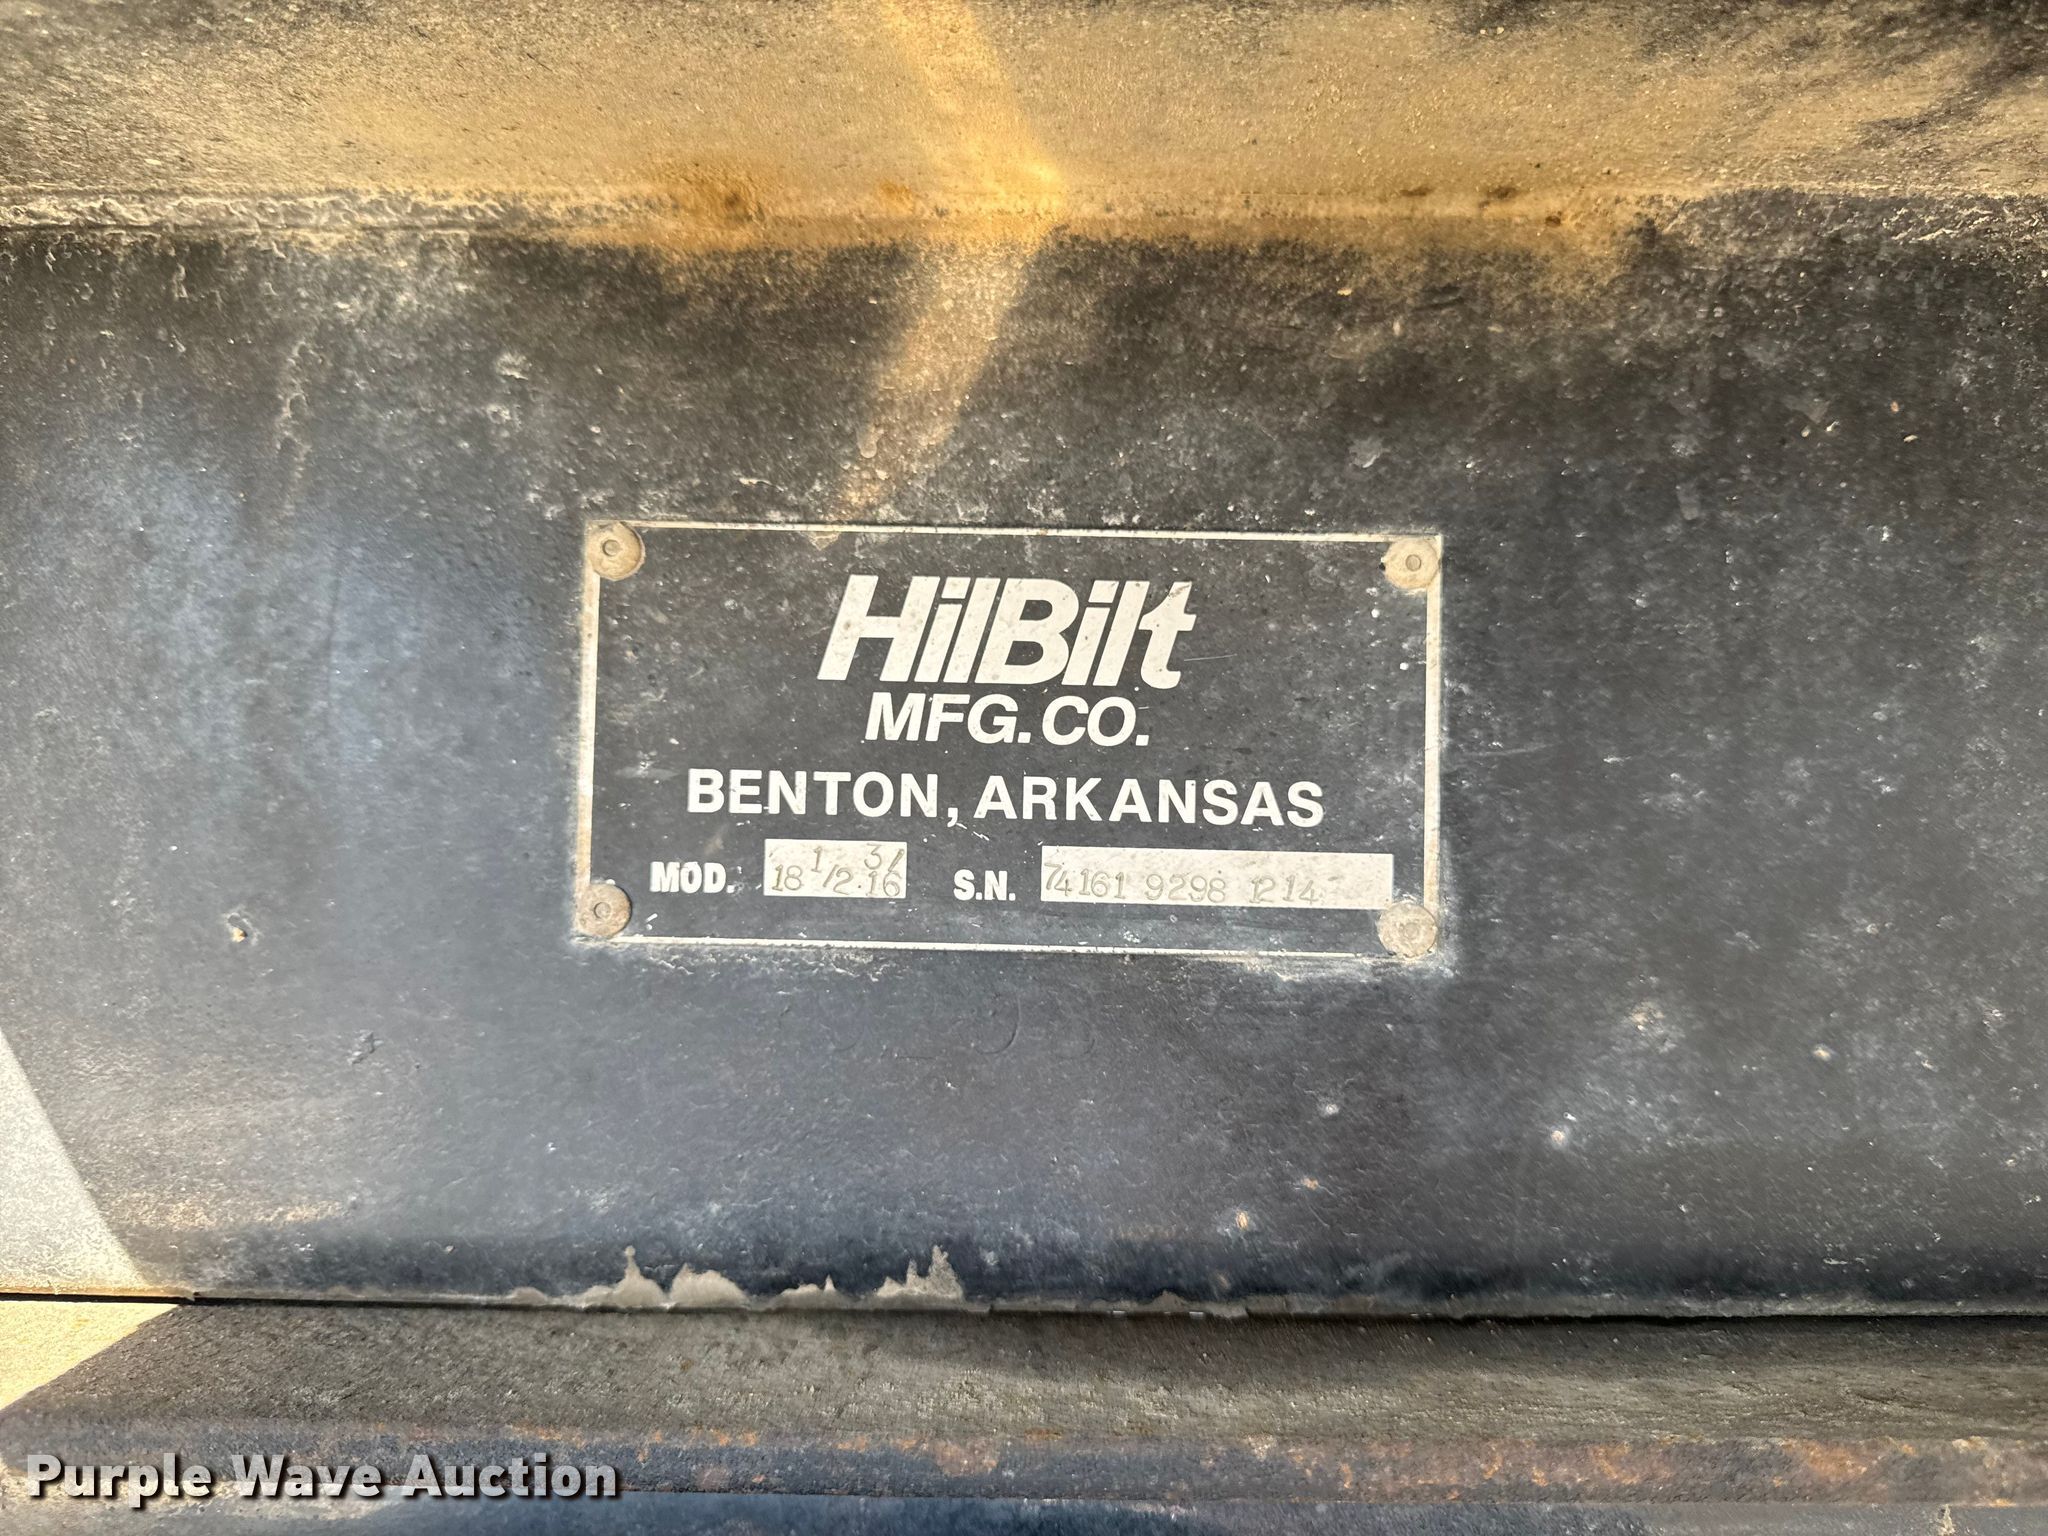 HilBilt
MFG. CO.
BENTON, ARKANSAS
MOD. 18 1/2 3/16 S.N. 74161 9298 1214
Purple Wave Auction